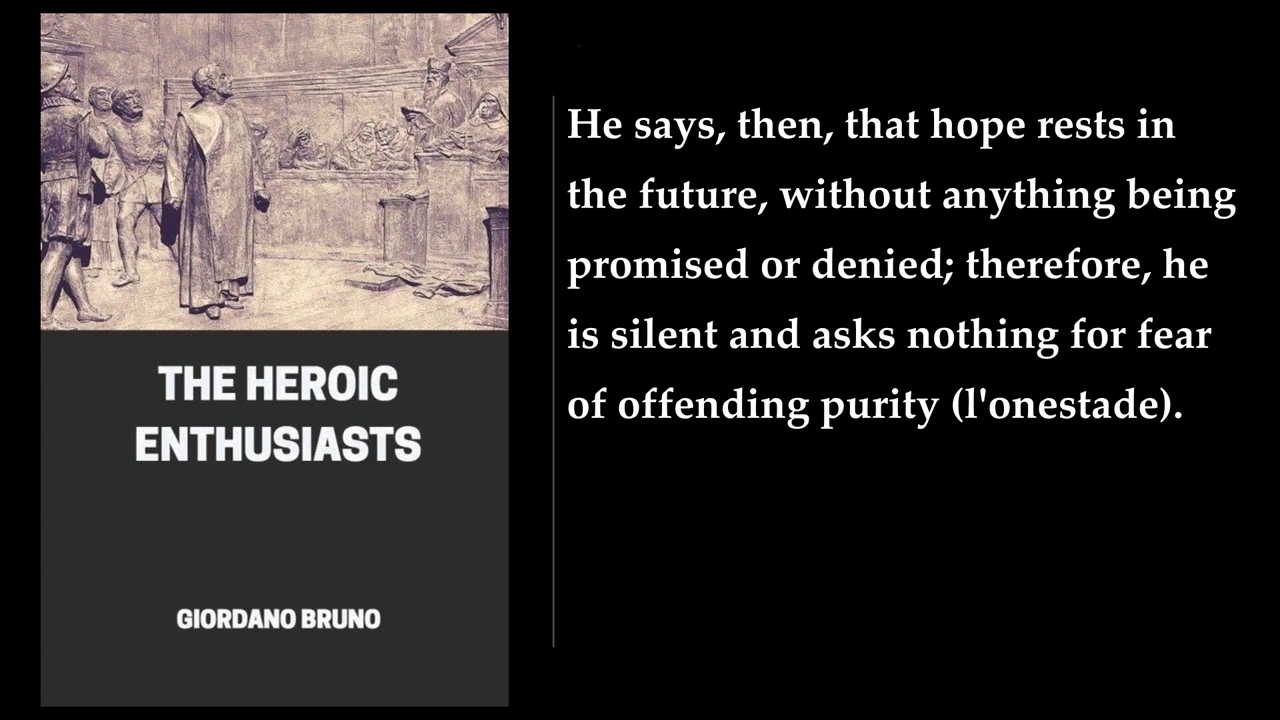 THE HEROIC
ENTHUSIASTS
GIORDANO BRUNO
He says, then, that hope rests in
the future, without anything being
promised or denied; therefore, he
is silent and asks nothing for fear
of offending purity (l'onestade).